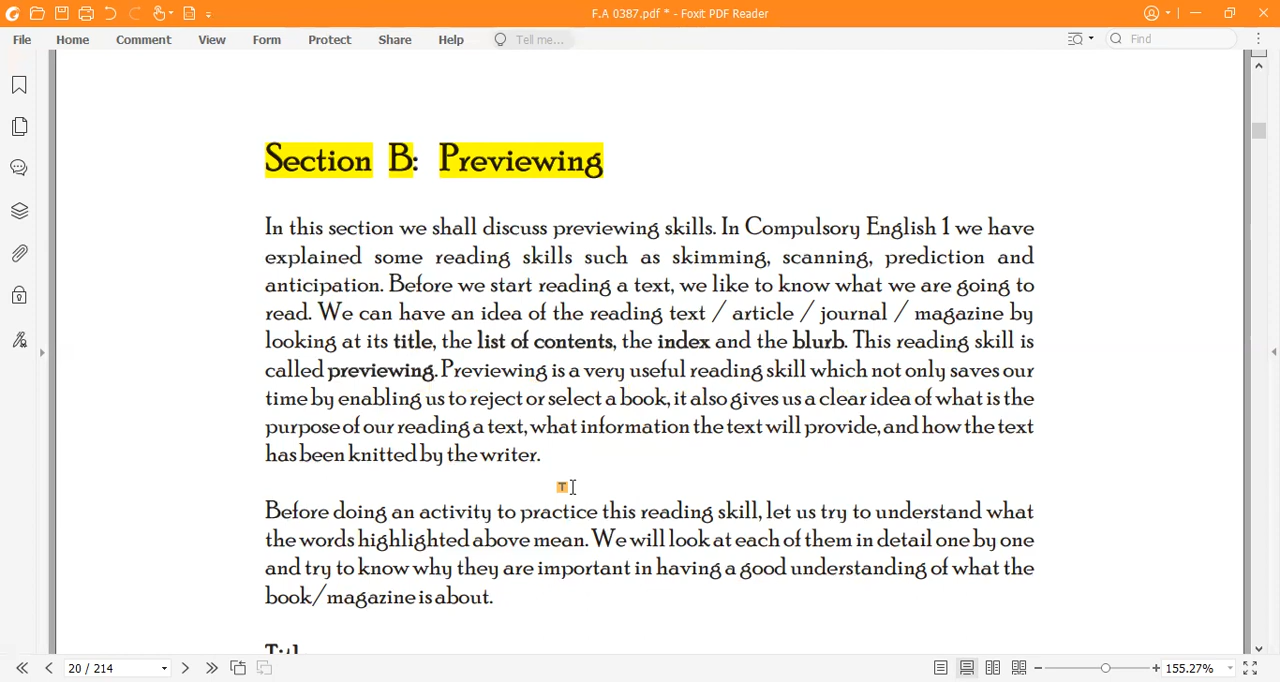 F.A 0387.pdf * - Foxit PDF Reader
File Home Comment View Form Protect Share Help Tell me... Find
Section B: Previewing
In this section we shall discuss previewing skills. In Compulsory English 1 we have
explained some reading skills such as skimming, scanning, prediction and
anticipation. Before we start reading a text, we like to know what we are going to
read. We can have an idea of the reading text / article / journal / magazine by
looking at its title, the list of contents, the index and the blurb. This reading skill is
called previewing. Previewing is a very useful reading skill which not only saves our
time by enabling us to reject or select a book, it also gives us a clear idea of what is the
purpose of our reading a text, what information the text will provide, and how the text
has been knitted by the writer.
T
Before doing an activity to practice this reading skill, let us try to understand what
the words highlighted above mean. We will look at each of them in detail one by one
and try to know why they are important in having a good understanding of what the
book/magazine is about.
20 / 214 155.27%